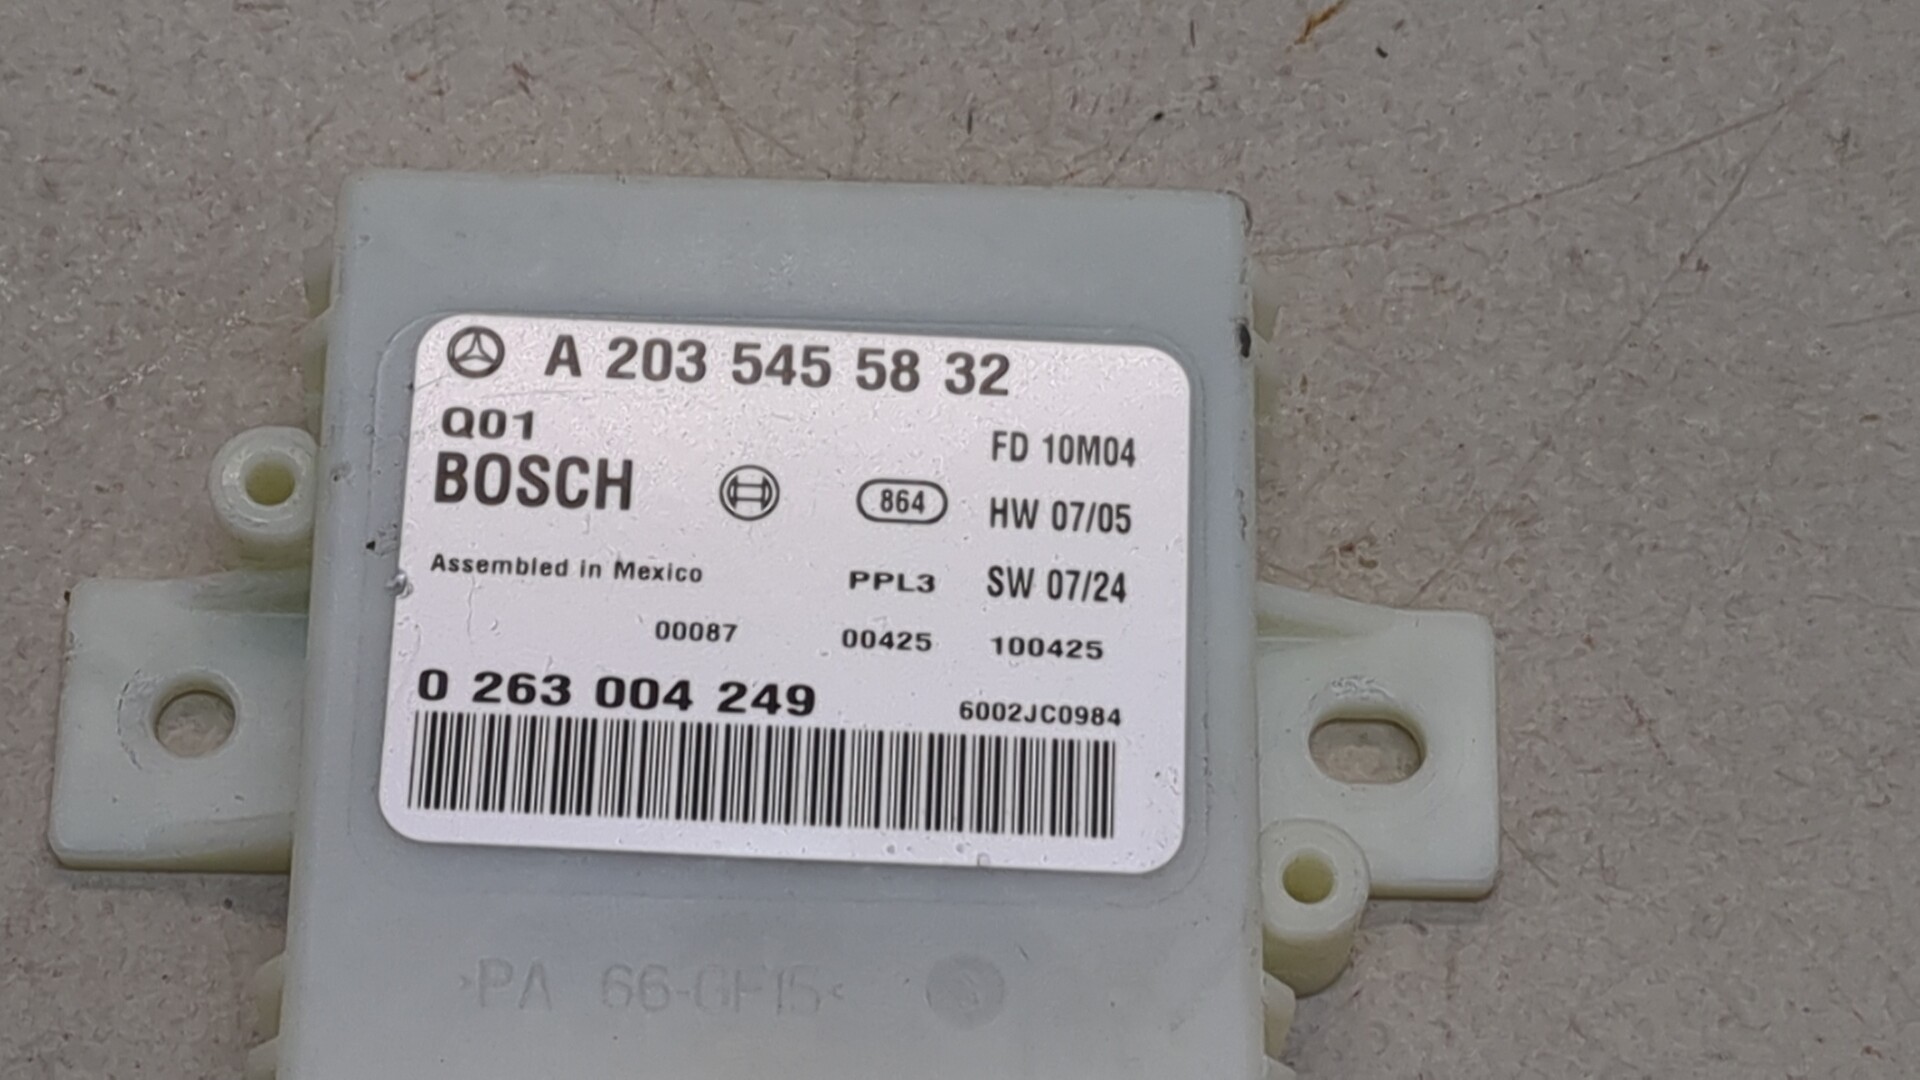 A 203 545 58 32
Q01
FD 10M04
BOSCH
864
HW 07/05
Assembled in Mexico
PPL3
SW 07/24
00087
00425
100425
0 263 004 249
6002JC0984
>PA 66-GF15<